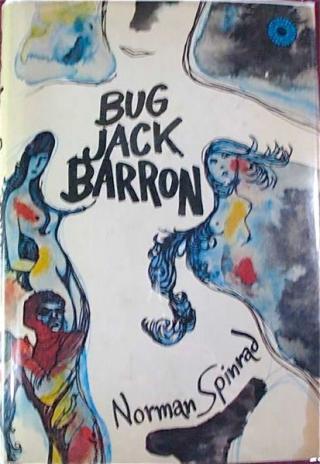 BUG
JACK
BARRON
Norman Spinrad